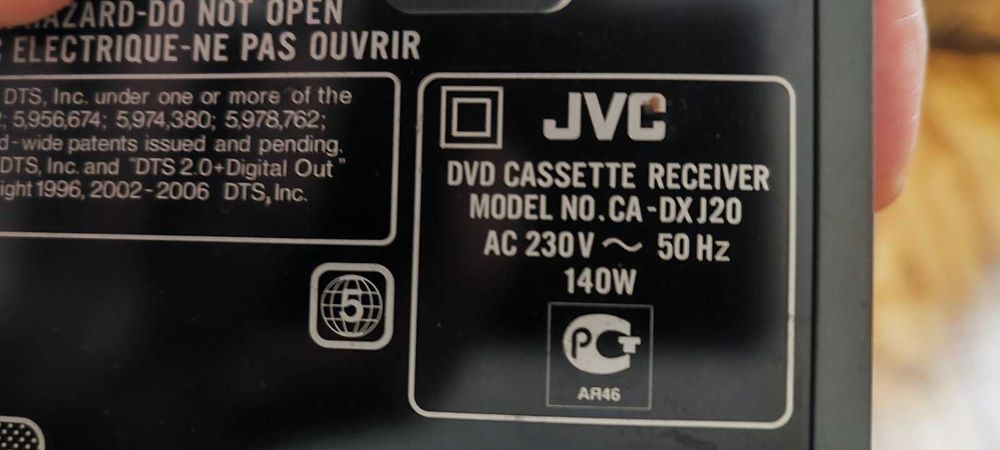 HAZARD-DO NOT OPEN
ELECTRIQUE-NE PAS OUVRIR
DTS, Inc. under one or more of the
5,956,674; 5,974,380; 5,978,762;
d-wide patents issued and pending.
DTS, Inc. and "DTS 2.0+Digital Out"
ight 1996, 2002-2006 DTS, Inc.
5
JVC
DVD CASSETTE RECEIVER
MODEL NO. CA-DXJ20
AC 230V ~ 50 Hz
140W
РСТ
АЯ46